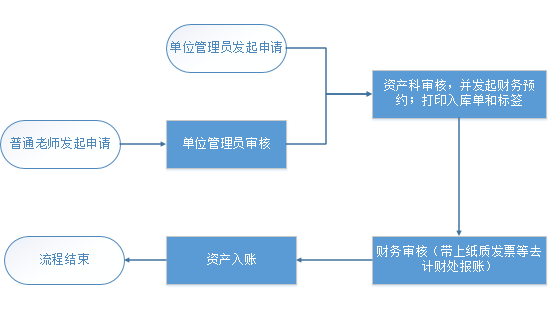 单位管理员发起申请
资产科审核，并发起财务预
约；打印入库单和标签
普通老师发起申请
单位管理员审核
流程结束
资产入账
财务审核（带上纸质发票等去
计财处报账）